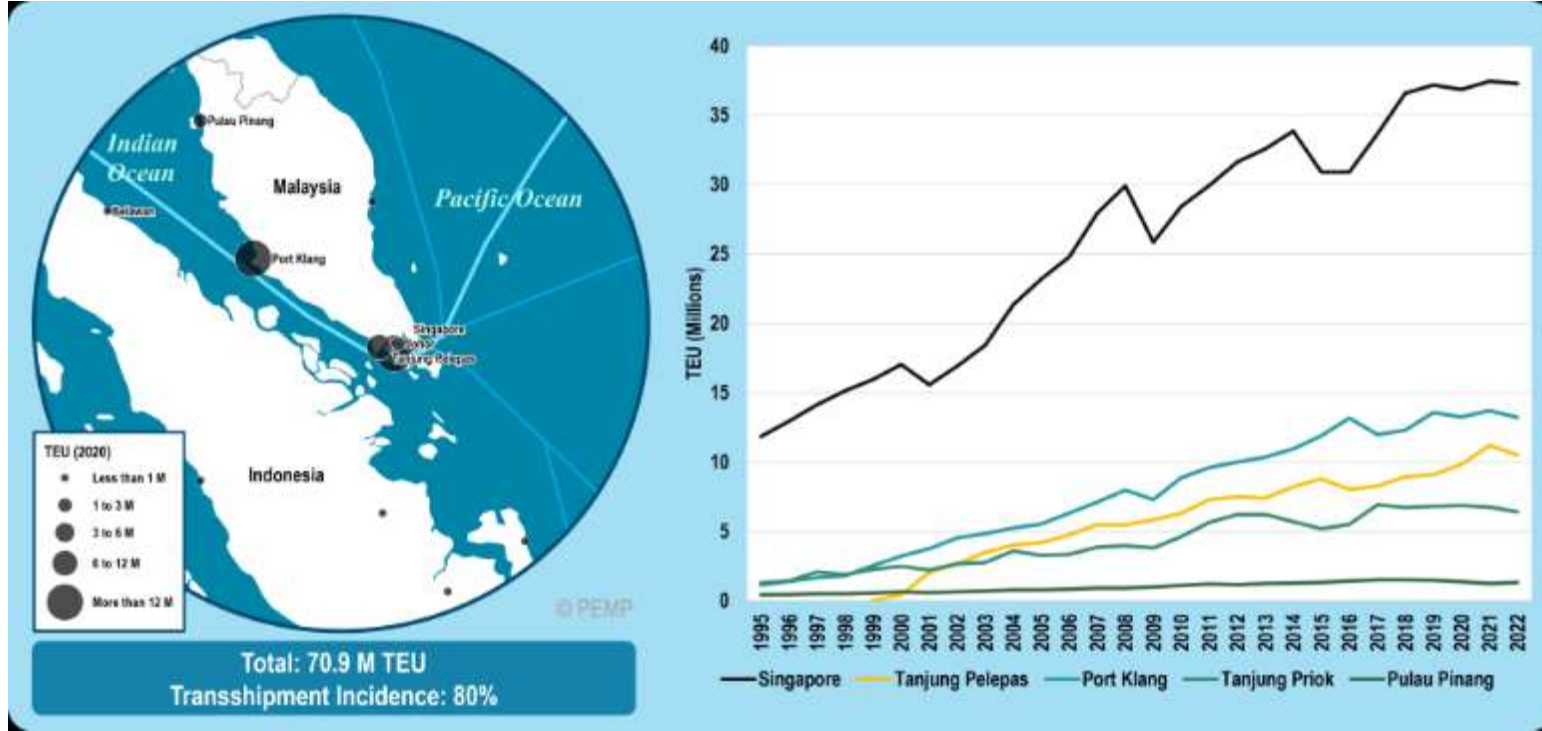 Pulau Pinang
Indian
Ocean
Malaysia
Pacific Ocean
Belawan
Port Klang
Singapore
Tanjung Pelepas
Indonesia
TEU (2020)
Less than 1 M
1 to 3 M
3 to 6 M
6 to 12 M
More than 12 M
© PEMP
Total: 70.9 M TEU
Transshipment Incidence: 80%
TEU (Millions)
40
35
30
25
20
15
10
5
0
1995
1996
1997
1998
1999
2000
2001
2002
2003
2004
2005
2006
2007
2008
2009
2010
2011
2012
2013
2014
2015
2016
2017
2018
2019
2020
2021
2022
Singapore Tanjung Pelepas Port Klang Tanjung Priok Pulau Pinang